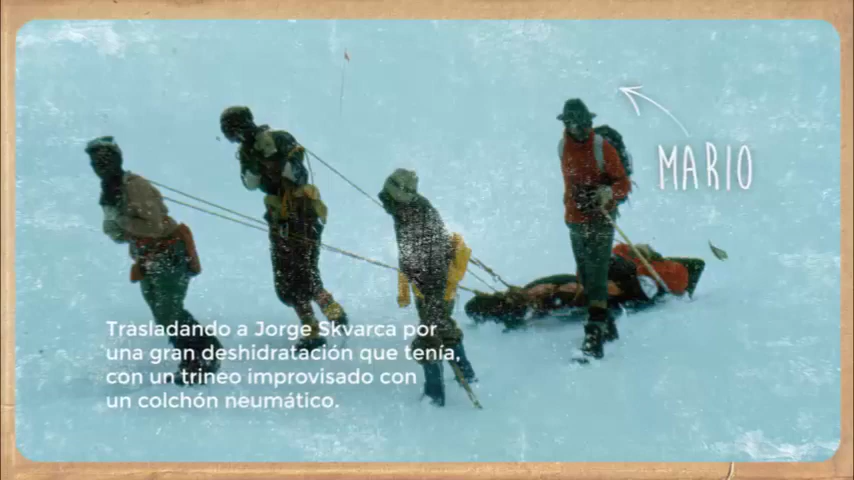 MARIO
Trasladando a Jorge Skvarca por
una gran deshidratación que tenía,
con un trineo improvisado con
un colchón neumático.